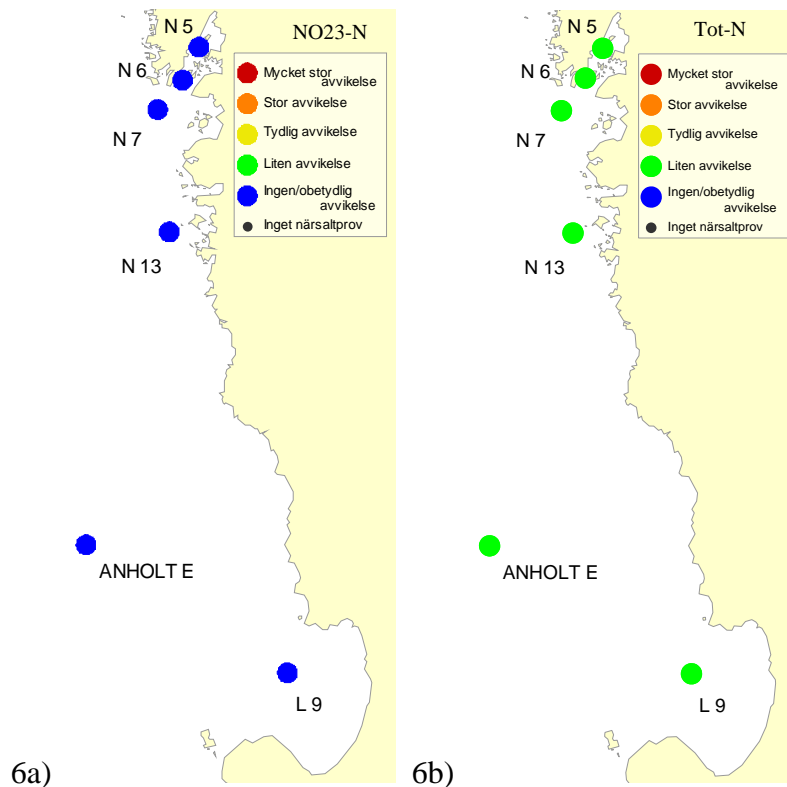 N 5
NO23-N
N 6
Mycket stor
avvikelse
Stor avvikelse
N 7
Tydlig avvikelse
Liten avvikelse
Ingen/obetydlig
avvikelse
Inget närsaltprov
N 13
ANHOLT E
L 9
6a)
N 5
Tot-N
N 6
Mycket stor
avvikelse
Stor avvikelse
N 7
Tydlig avvikelse
Liten avvikelse
Ingen/obetydlig
avvikelse
Inget närsaltprov
N 13
ANHOLT E
L 9
6b)